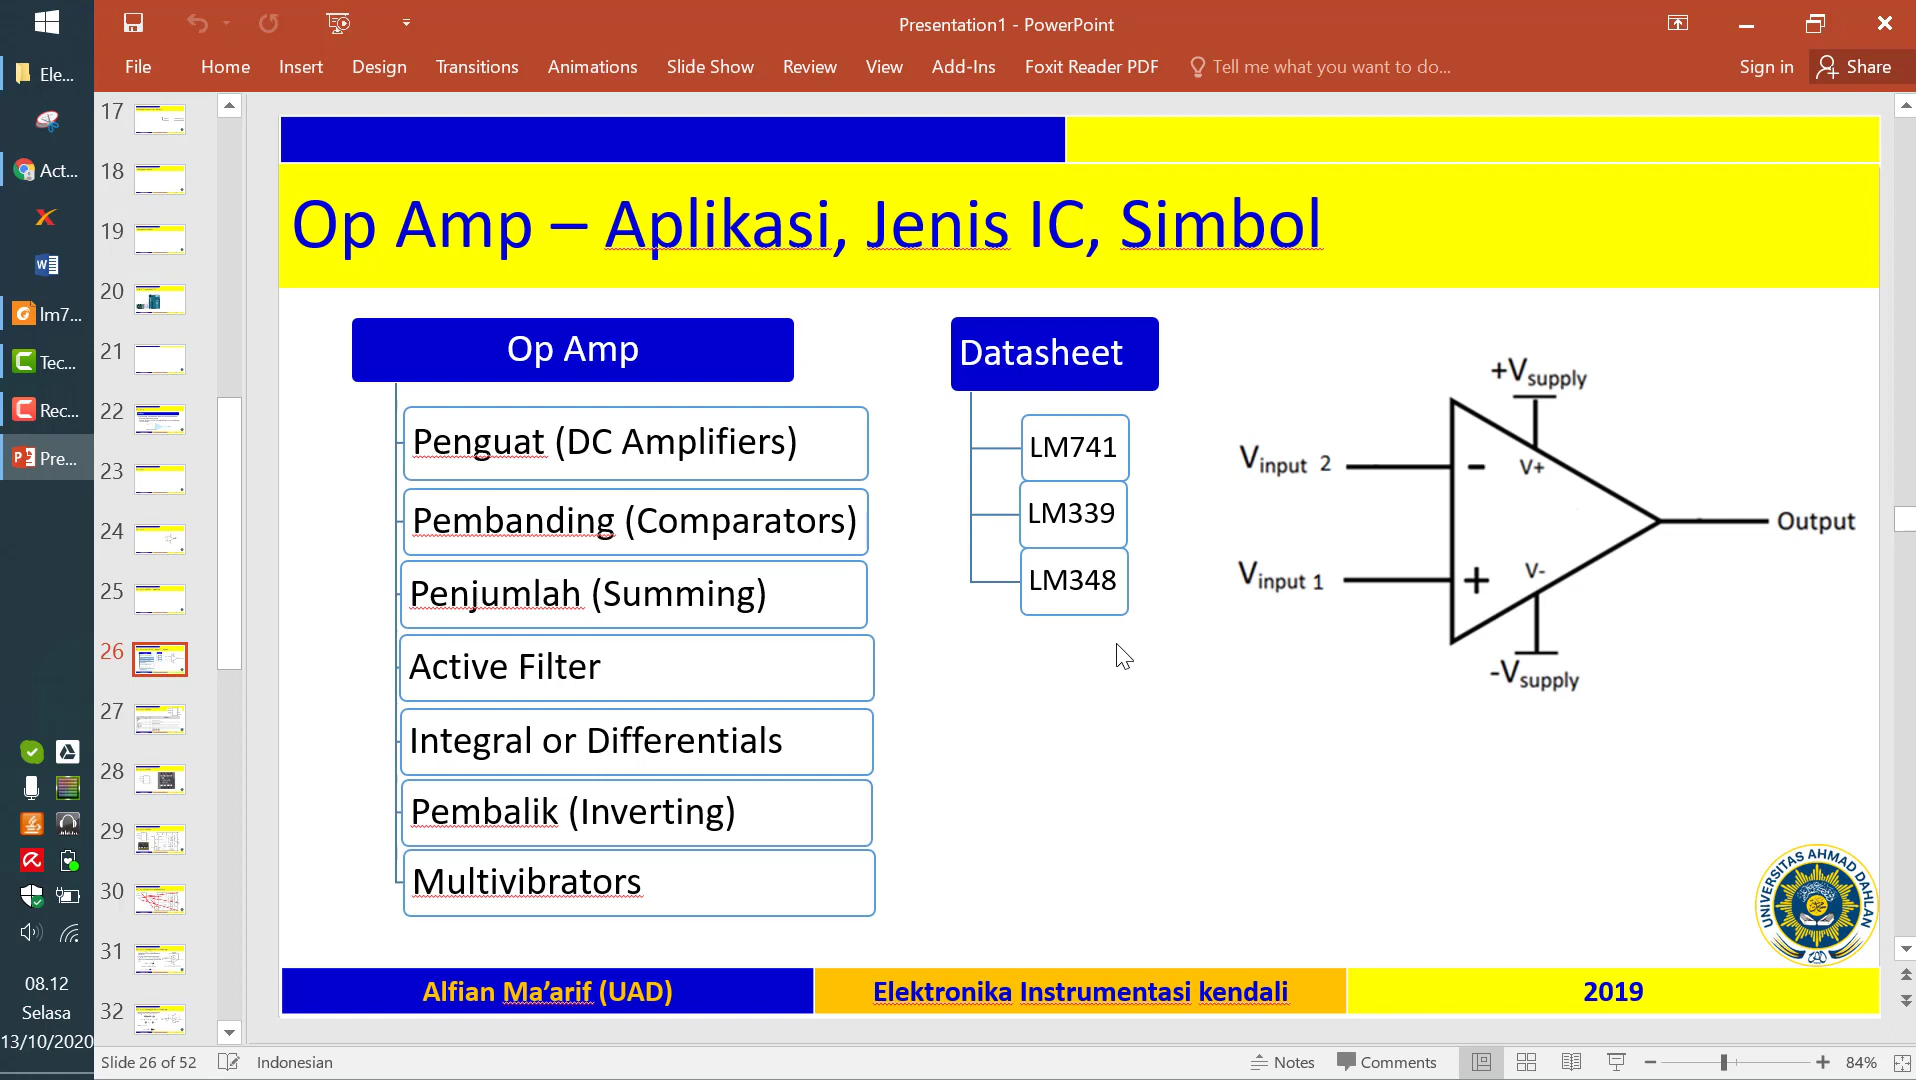 Presentation1 - PowerPoint
File Home Insert Design Transitions Animations Slide Show Review View Add-Ins Foxit Reader PDF Tell me what you want to do... Sign in Share
Ele...
Act...
lm7...
Tec...
Rec...
Pre...
08.12
Selasa
13/10/2020
17
18
19
20
21
22
23
24
25
26
27
28
29
30
31
32
Op Amp – Aplikasi, Jenis IC, Simbol
Op Amp
Penguat (DC Amplifiers)
Pembanding (Comparators)
Penjumlah (Summing)
Active Filter
Integral or Differentials
Pembalik (Inverting)
Multivibrators
Datasheet
LM741
LM339
LM348
+Vsupply
Vinput 2
- V+
Output
Vinput 1
+ V-
-Vsupply
UNIVERSITAS AHMAD DAHLAN
Alfian Ma’arif (UAD)
Elektronika Instrumentasi kendali
2019
Slide 26 of 52 Indonesian Notes Comments 84%